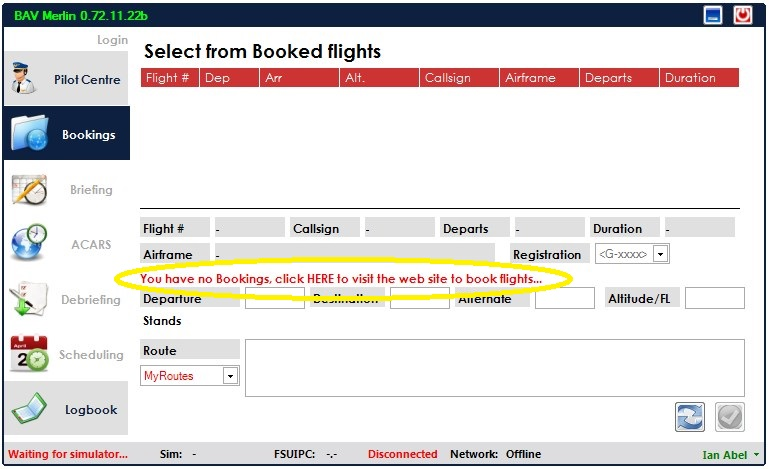 BAV Merlin 0.72.11.22b
Login
Pilot Centre
Bookings
Briefing
ACARS
Debriefing
April
20
Scheduling
Logbook
Select from Booked flights
Flight # Dep Arr Alt. Callsign Airframe Departs Duration
Flight # - Callsign - Departs - Duration -
Airframe - Registration <G-xxxx>
You have no Bookings, click HERE to visit the web site to book flights...
Departure Destination Alternate Altitude/FL
Stands
Route
MyRoutes
Waiting for simulator... Sim: - FSUIPC: -.- Disconnected Network: Offline Ian Abel